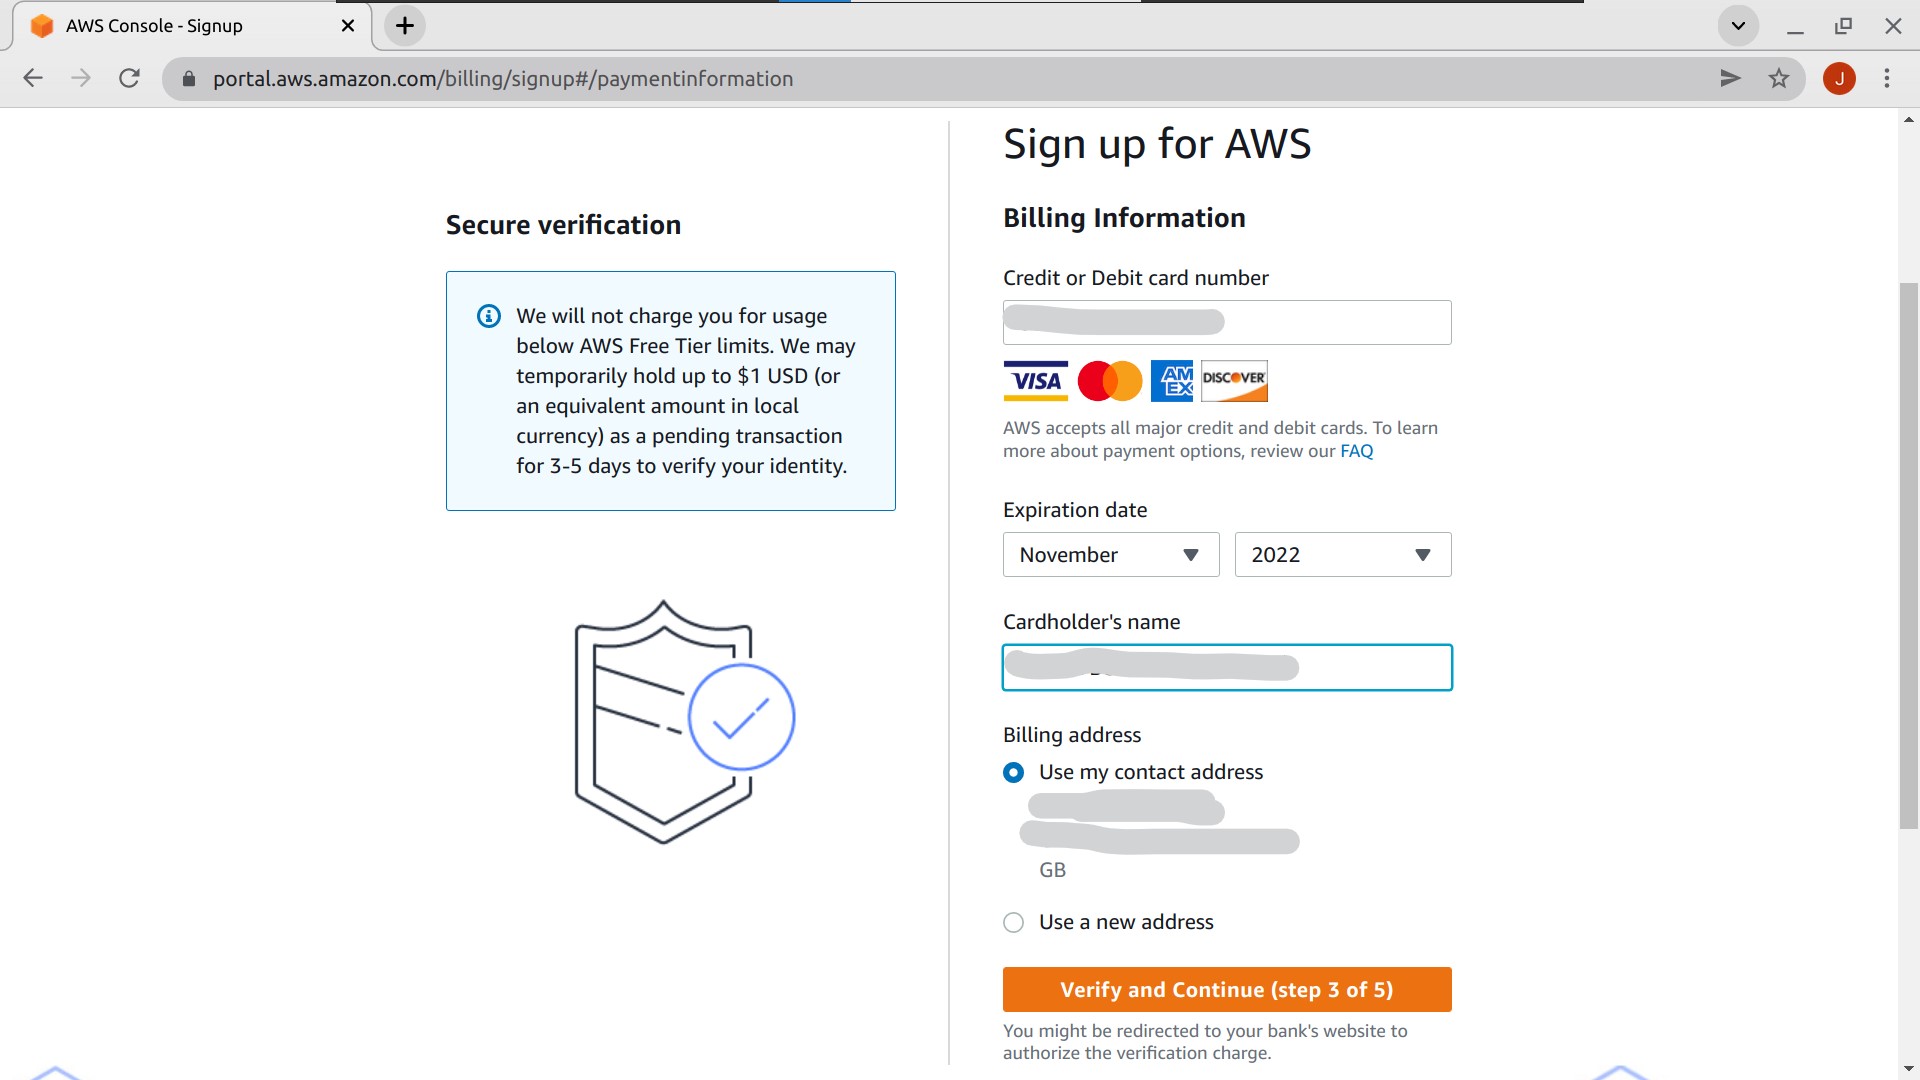 AWS Console - Signup
portal.aws.amazon.com/billing/signup#/paymentinformation
J
Secure verification
We will not charge you for usage
below AWS Free Tier limits. We may
temporarily hold up to $1 USD (or
an equivalent amount in local
currency) as a pending transaction
for 3-5 days to verify your identity.
Sign up for AWS
Billing Information
Credit or Debit card number
VISA
AM
EX
DISCOVER
AWS accepts all major credit and debit cards. To learn
more about payment options, review our FAQ
Expiration date
November
2022
Cardholder's name
Billing address
Use my contact address
GB
Use a new address
Verify and Continue (step 3 of 5)
You might be redirected to your bank's website to
authorize the verification charge.